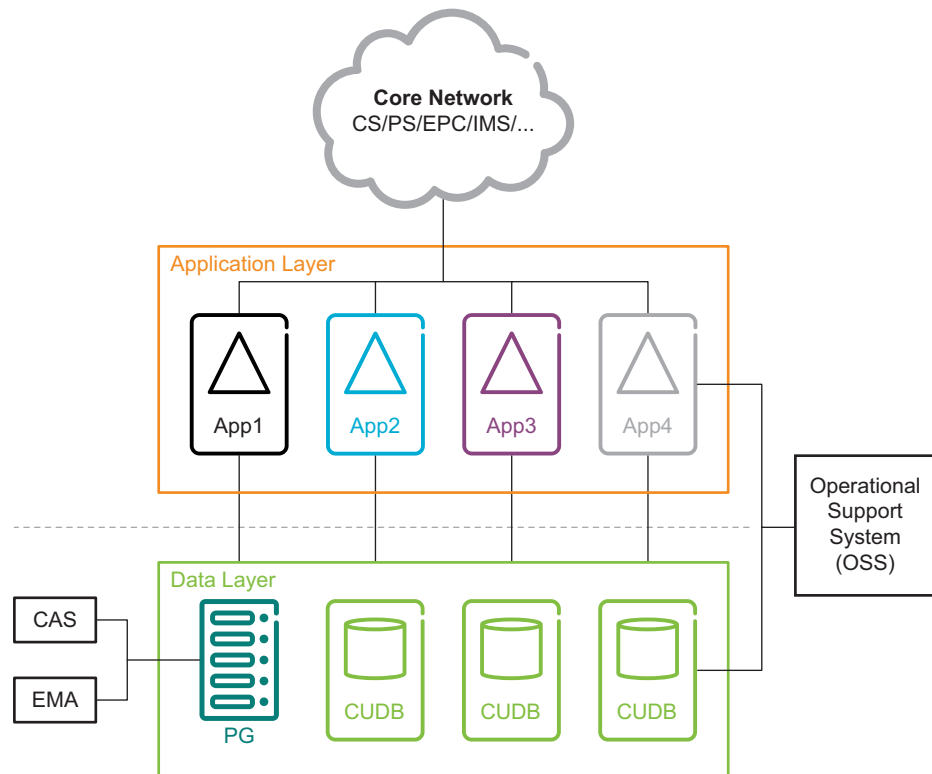 Core Network
CS/PS/EPC/IMS/...
Application Layer
App1
App2
App3
App4
Operational
Support
System
(OSS)
Data Layer
CAS
EMA
PG
CUDB
CUDB
CUDB